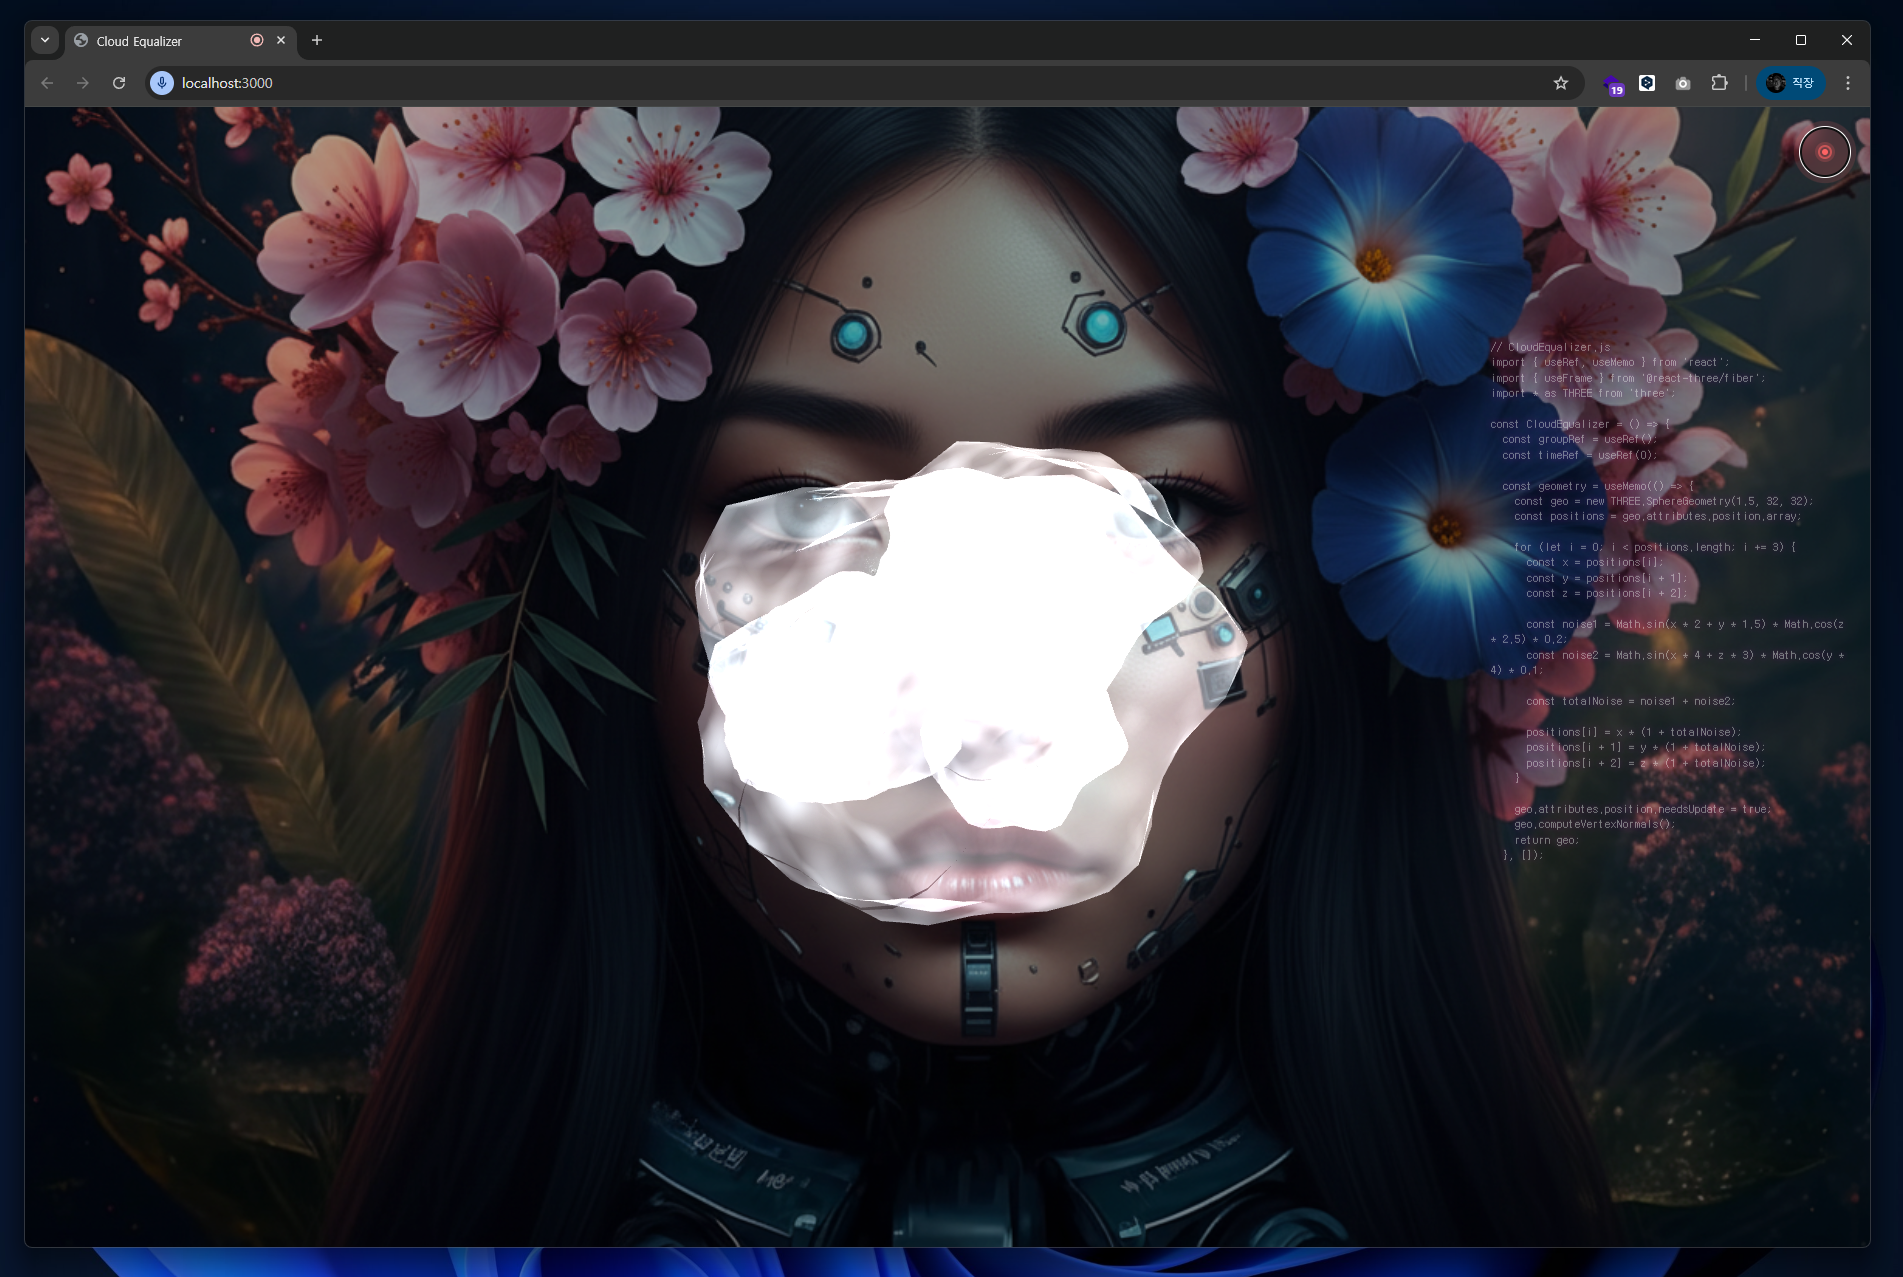 Cloud Equalizer
localhost:3000
19
직장
// CloudEqualizer.js
import { useRef, useMemo } from 'react';
import { useFrame } from '@react-three/fiber';
import * as THREE from 'three';
const CloudEqualizer = () => {
const groupRef = useRef();
const timeRef = useRef(0);
const geometry = useMemo(() => {
const geo = new THREE.SphereGeometry(1.5, 32, 32);
const positions = geo.attributes.position.array;
for (let i = 0; i < positions.length; i += 3) {
const x = positions[i];
const y = positions[i + 1];
const z = positions[i + 2];
const noise1 = Math.sin(x * 2 + y * 1.5) * Math.cos(z
* 2.5) * 0.2;
const noise2 = Math.sin(x * 4 + z * 3) * Math.cos(y *
4) * 0.1;
const totalNoise = noise1 + noise2;
positions[i] = x * (1 + totalNoise);
positions[i + 1] = y * (1 + totalNoise);
positions[i + 2] = z * (1 + totalNoise);
}
geo.attributes.position.needsUpdate = true;
geo.computeVertexNormals();
return geo;
}, []);